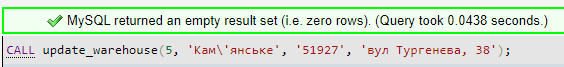 MySQL returned an empty result set (i.e. zero rows). (Query took 0.0438 seconds.)
CALL update_warehouse(5, 'Кам\'янське', '51927', 'вул Тургенєва, 38');